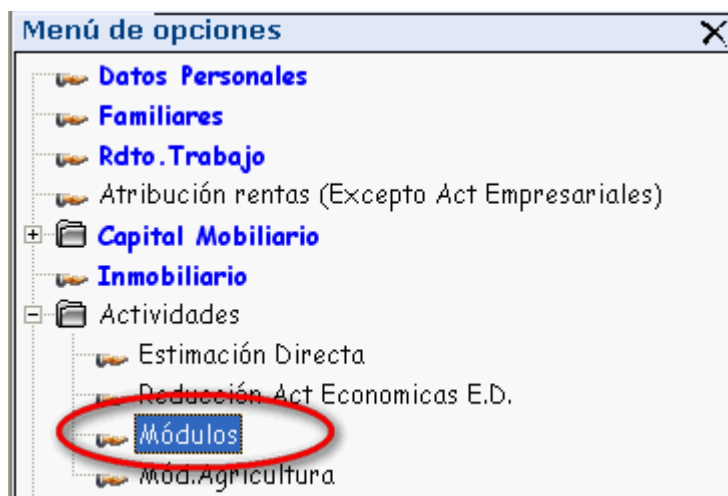 Menú de opciones
Datos Personales
Familiares
Rdto.Trabajo
Atribución rentas (Excepto Act Empresariales)
Capital Mobiliario
Inmobiliario
Actividades
Estimación Directa
Reducción Act Economicas E.D.
Módulos
Mód.Agricultura